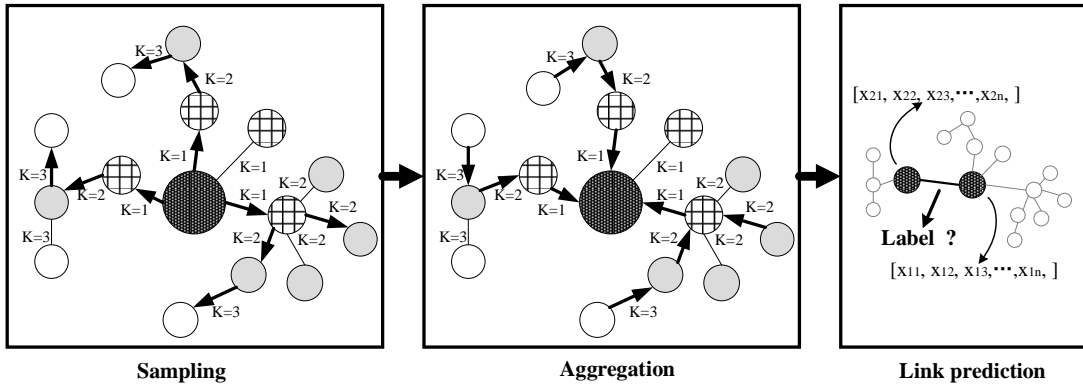 K=3
K=2
K=1
K=1
K=3
K=2
K=1
K=1
K=2
K=2
K=3
K=2
K=2
K=3
Sampling
K=3
K=2
K=1
K=1
K=3
K=2
K=1
K=1
K=2
K=2
K=3
K=2
K=2
K=3
Aggregation
[x21, x22, x23,···,x2n, ]
Label ?
[x11, x12, x13,···,x1n, ]
Link prediction